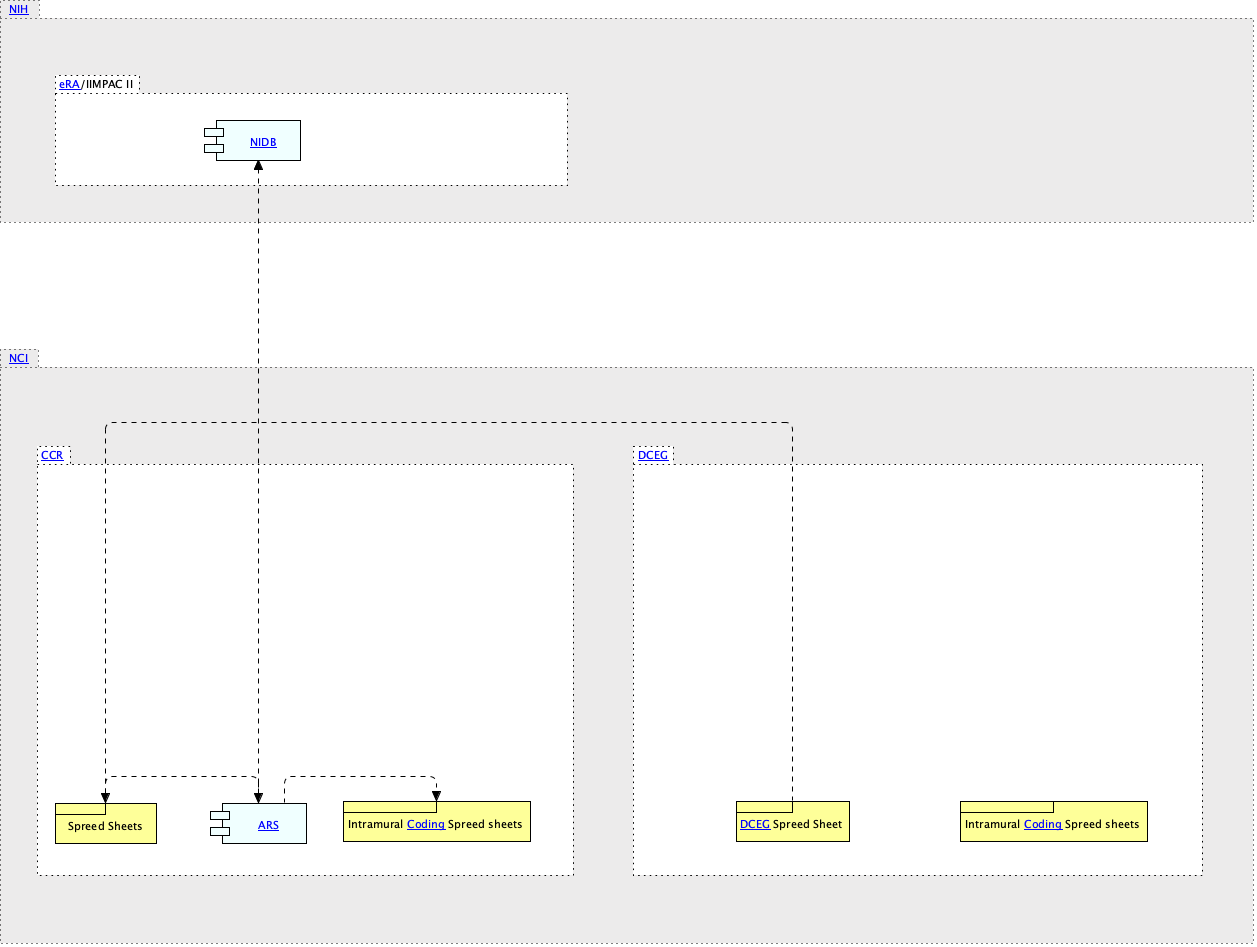 NIH
eRA/IIMPAC II
NIDB
NCI
CCR
DCEG
Spreed Sheets
ARS
Intramural Coding Spreed sheets
DCEG Spreed Sheet
Intramural Coding Spreed sheets